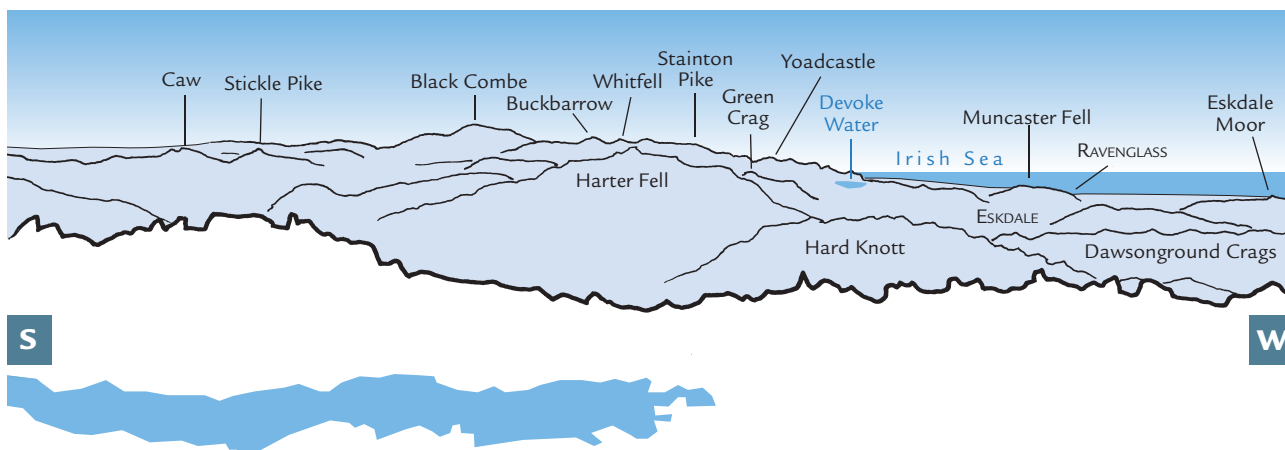 Caw
Stickle Pike
Black Combe
Buckbarrow
Whitfell
Stainton
Pike
Green
Crag
Yoadcastle
Devoke
Water
Irish Sea
Muncaster Fell
RAVENGLASS
Eskdale
Moor
Harter Fell
ESKDALE
Hard Knott
Dawsonground Crags
S
W